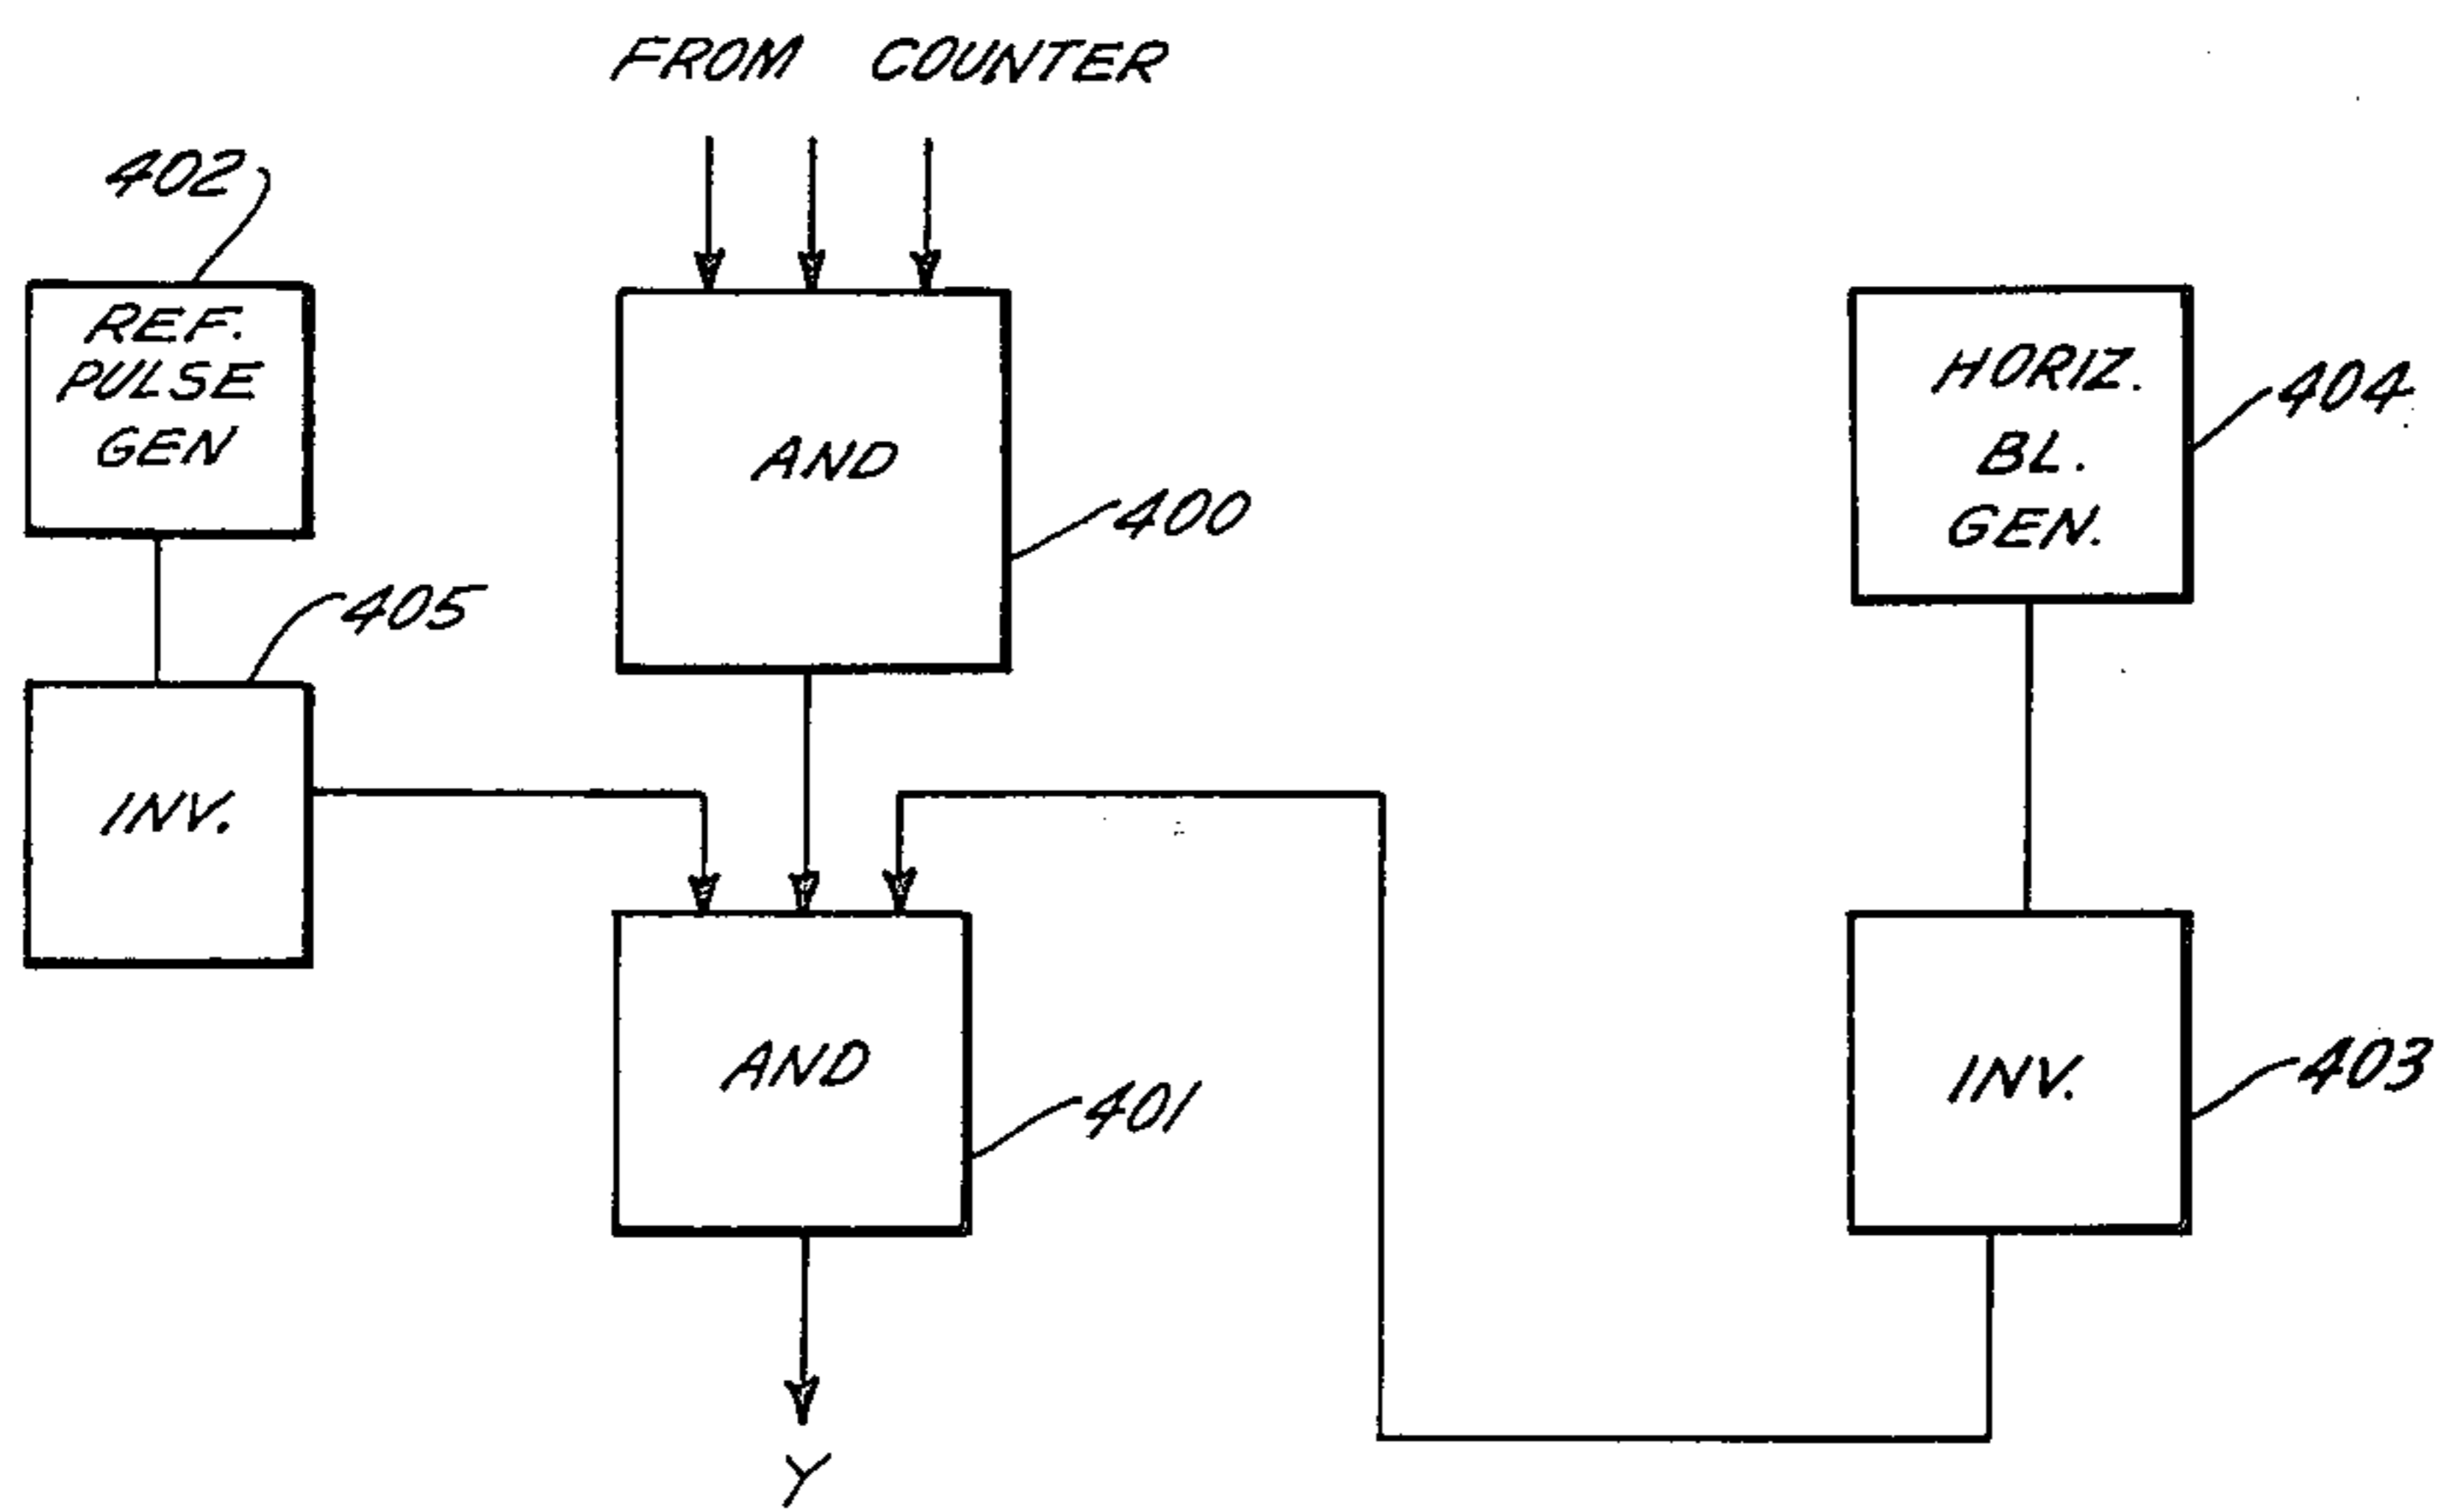 FROM COUNTER
402
REF.
PULSE
GEN
AND
400
HORIZ.
BL.
GEN.
404
405
INV.
AND
401
INV.
403
Y